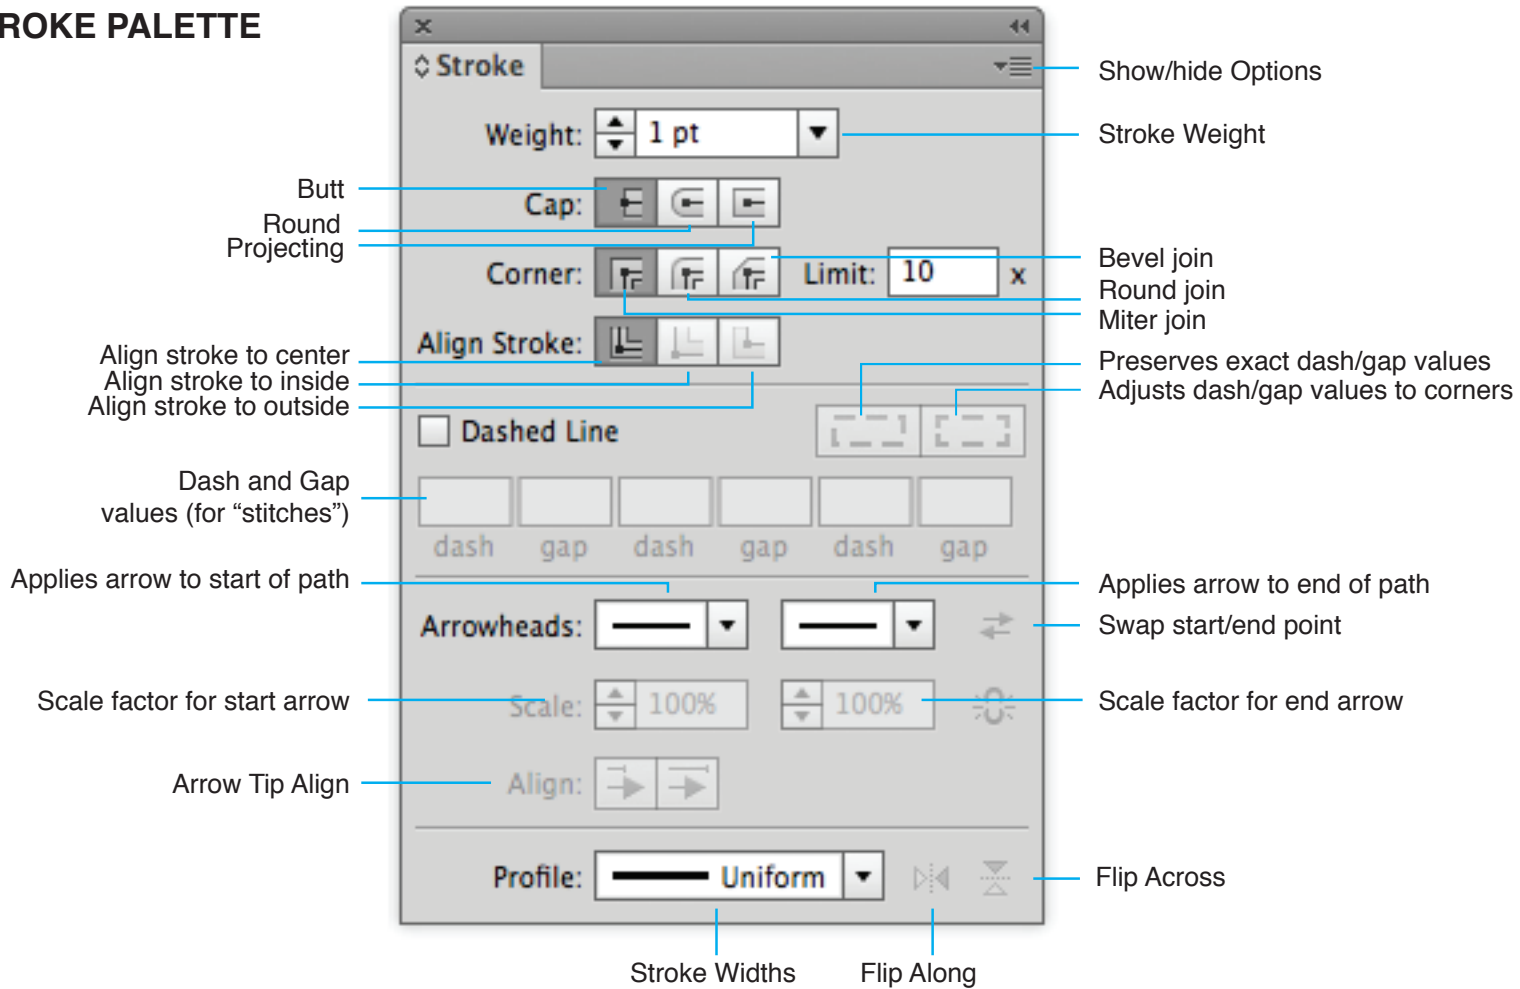 ROKE PALETTE
Stroke
Show/hide Options
Weight: 1 pt
Stroke Weight
Butt
Cap:
Round
Projecting
Corner:
Limit: 10 x
Bevel join
Round join
Miter join
Align Stroke:
Align stroke to center
Align stroke to inside
Align stroke to outside
Preserves exact dash/gap values
Adjusts dash/gap values to corners
Dashed Line
Dash and Gap
values (for “stitches”)
dash gap dash gap dash gap
Applies arrow to start of path
Applies arrow to end of path
Arrowheads:
Swap start/end point
Scale factor for start arrow
Scale: 100% 100%
Scale factor for end arrow
Arrow Tip Align
Align:
Profile: Uniform
Flip Across
Stroke Widths
Flip Along